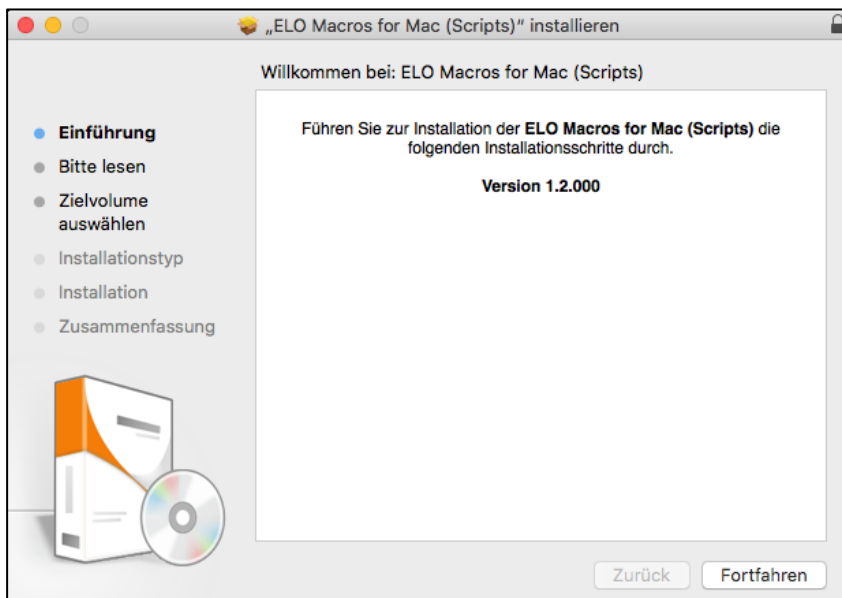 „ELO Macros for Mac (Scripts)“ installieren
Willkommen bei: ELO Macros for Mac (Scripts)
Einführung
Bitte lesen
Zielvolume
auswählen
Installationstyp
Installation
Zusammenfassung
Führen Sie zur Installation der ELO Macros for Mac (Scripts) die
folgenden Installationsschritte durch.
Version 1.2.000
Zurück
Fortfahren